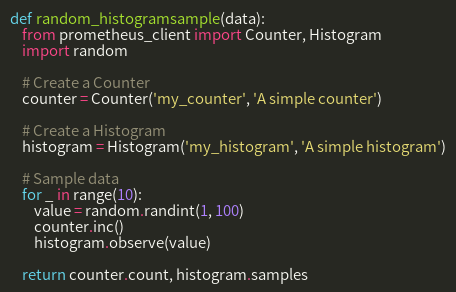 def random_histogramsample(data):
    from prometheus_client import Counter, Histogram
    import random

    # Create a Counter
    counter = Counter('my_counter', 'A simple counter')

    # Create a Histogram
    histogram = Histogram('my_histogram', 'A simple histogram')

    # Sample data
    for _ in range(10):
        value = random.randint(1, 100)
        counter.inc()
        histogram.observe(value)

    return counter.count, histogram.samples